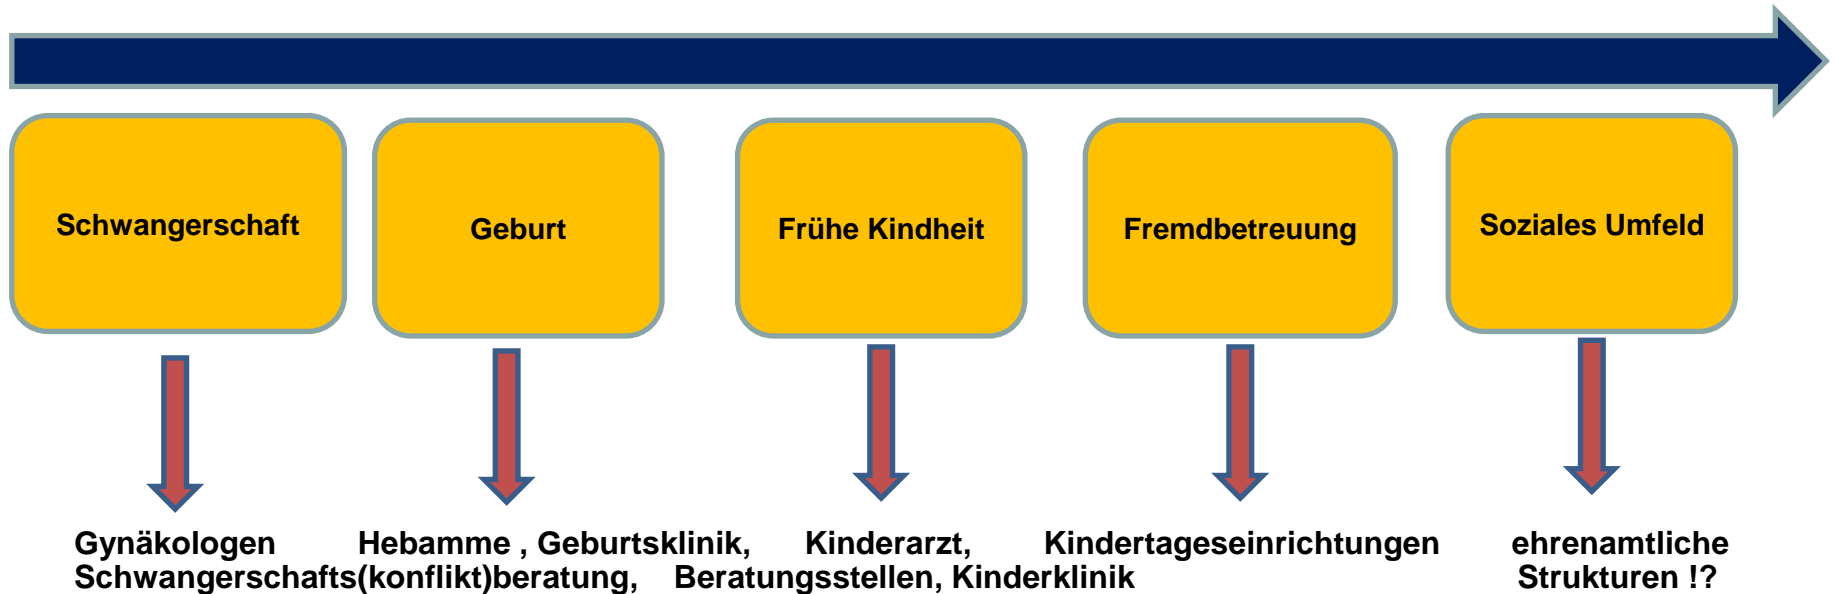 Schwangerschaft
Geburt
Frühe Kindheit
Fremdbetreuung
Soziales Umfeld
Gynäkologen Hebamme , Geburtsklinik, Kinderarzt, Kindertageseinrichtungen ehrenamtliche
Schwangerschafts(konflikt)beratung, Beratungsstellen, Kinderklinik Strukturen !?